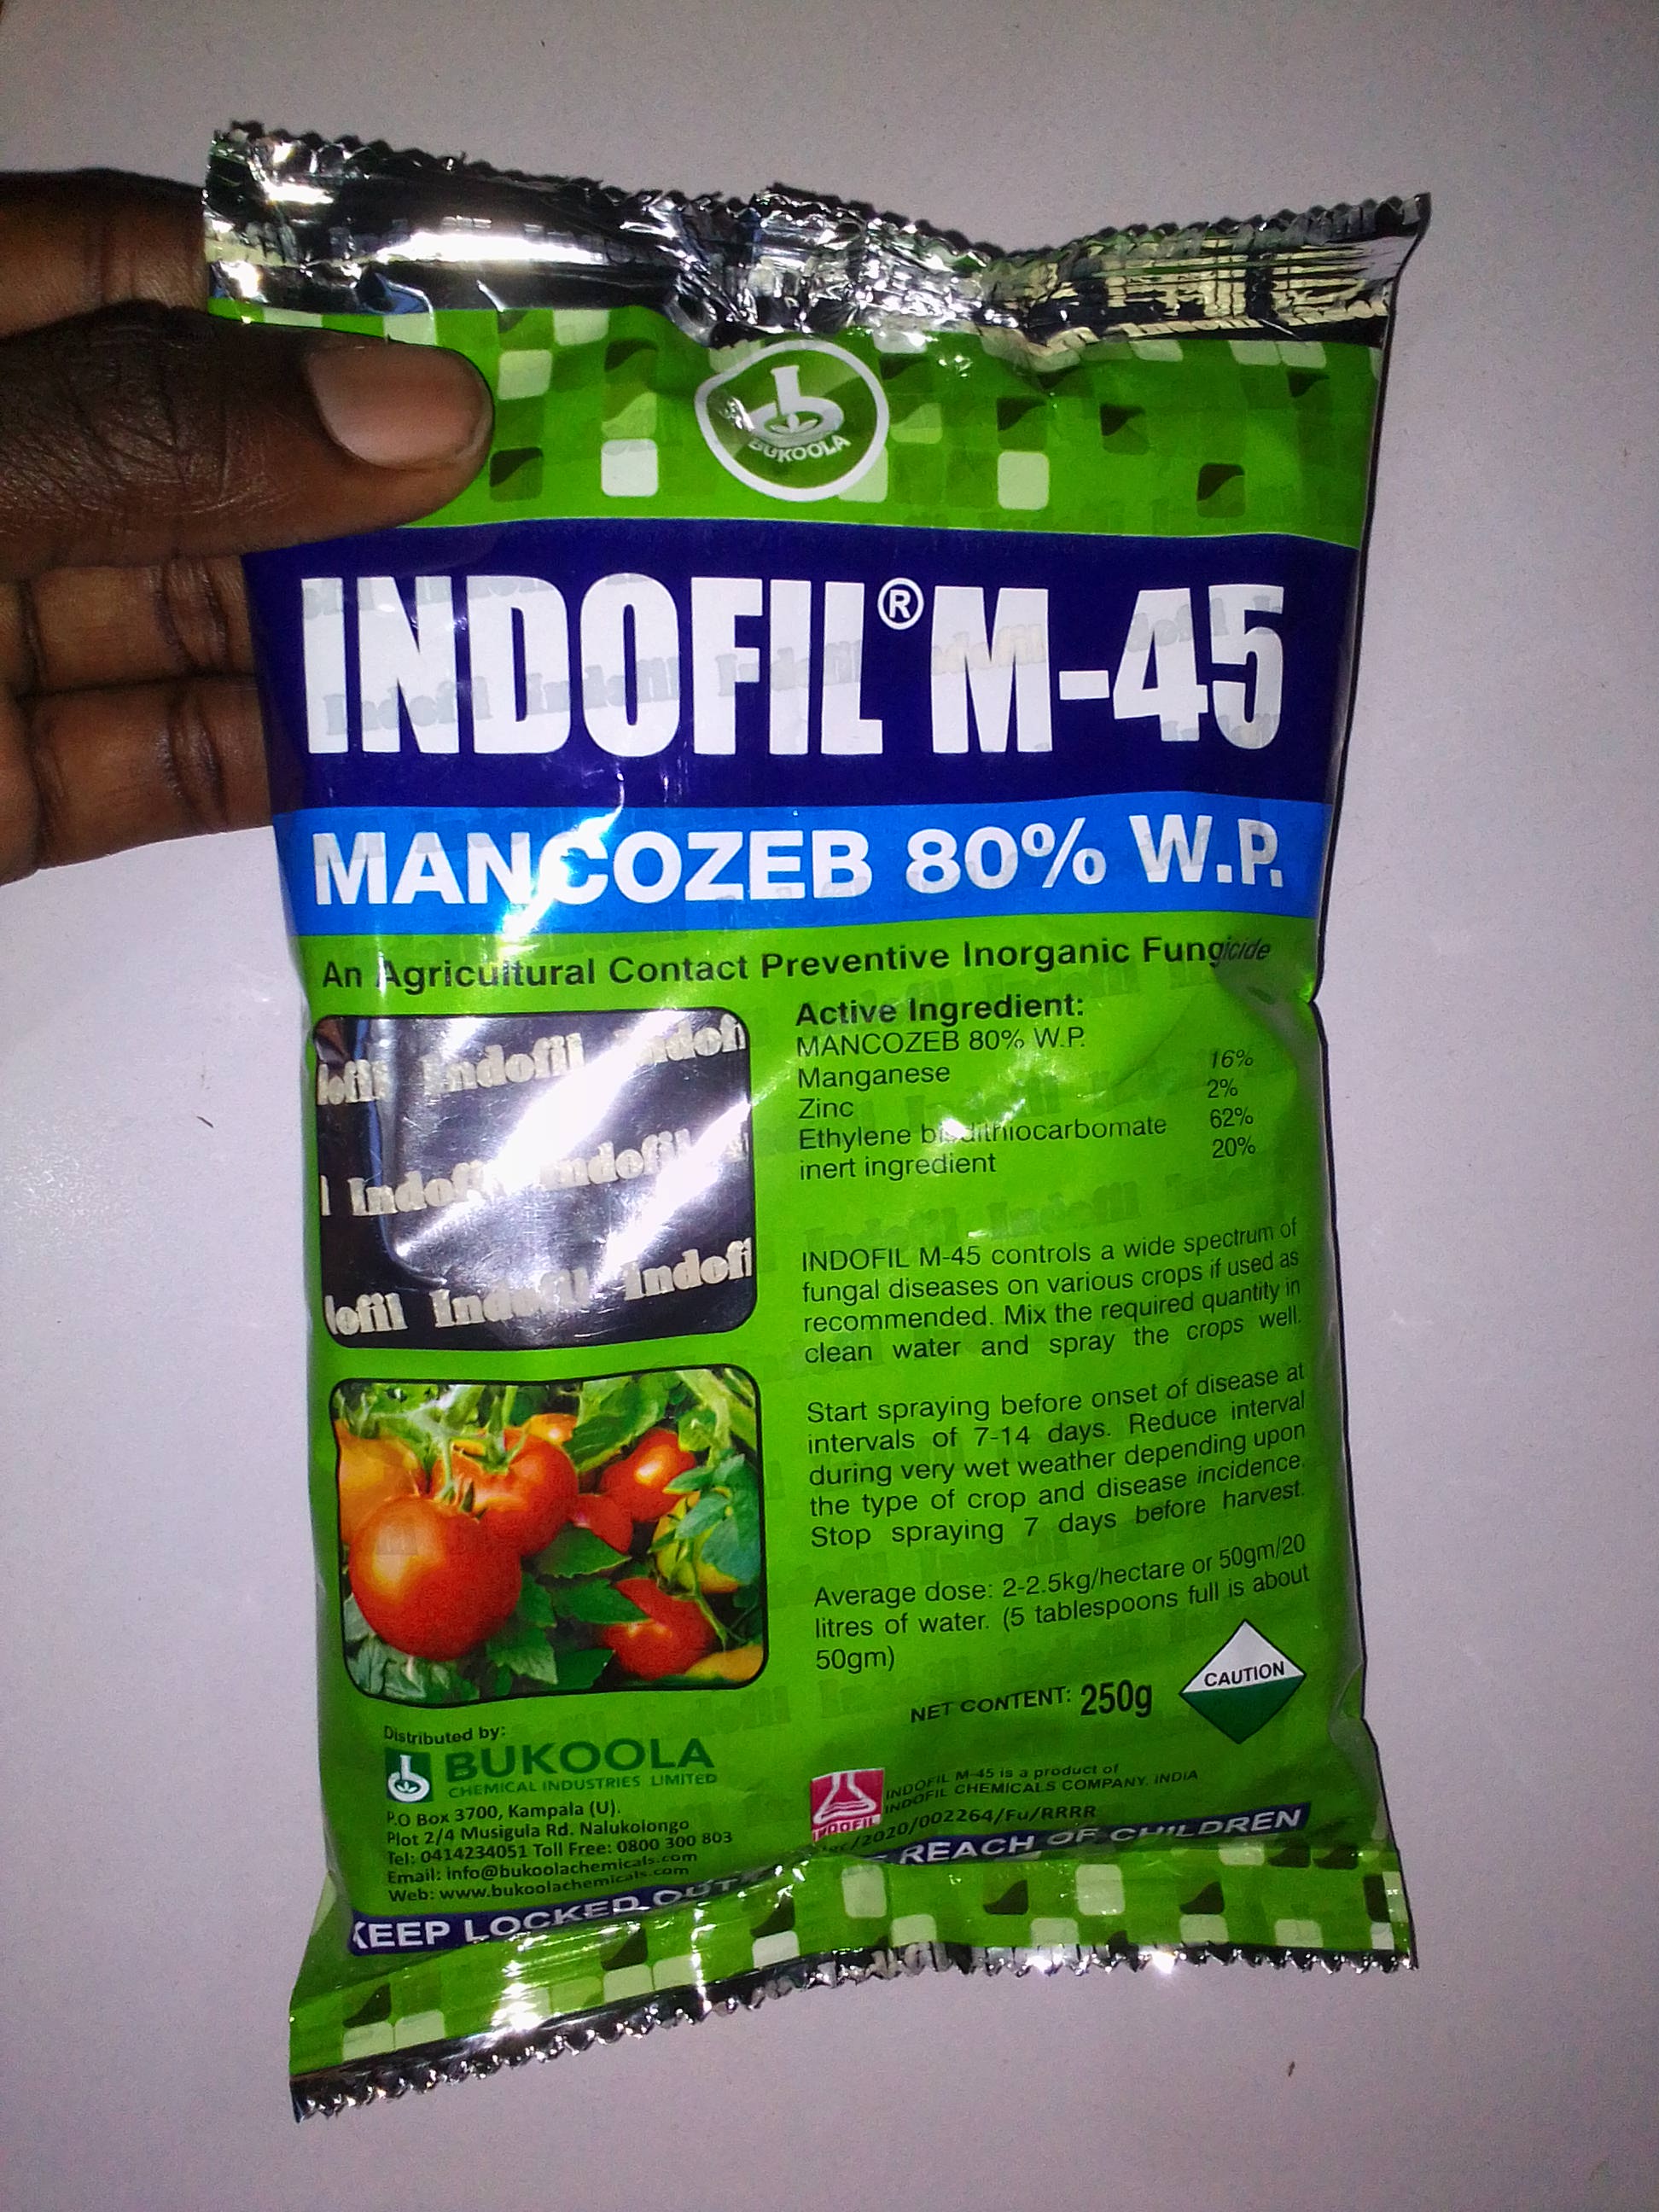 BUKOOLA
INDOFIL® M-45
MANCOZEB 80% W.P.
An Agricultural Contact Preventive Inorganic Fungicide
Indofil
Indofil
Indofil Indofil
Active Ingredient:
MANCOZEB 80% W.P.
Manganese 16%
Zinc 2%
Ethylene bisdithiocarbomate 62%
inert ingredient 20%
INDOFIL M-45 controls a wide spectrum of
fungal diseases on various crops if used as
recommended. Mix the required quantity in
clean water and spray the crops well.
Start spraying before onset of disease at
intervals of 7-14 days. Reduce interval
during very wet weather depending upon
the type of crop and disease incidence.
Stop spraying 7 days before harvest.
Average dose: 2-2.5kg/hectare or 50gm/20
litres of water. (5 tablespoons full is about
50gm)
NET CONTENT: 250g
CAUTION
Distributed by:
BUKOOLA
CHEMICAL INDUSTRIES LIMITED
P.O Box 3700, Kampala (U).
Plot 2/4 Musigula Rd. Nalukolongo
Tel: 0414234051 Toll Free: 0800 300 803
Email: info@bukoolachemicals.com
Web: www.bukoolachemicals.com
INDOFIL
INDOFIL M-45 is a product of
INDOFIL CHEMICALS COMPANY, INDIA
/2020/002264/Fu/RRRR
KEEP LOCKED OUT REACH OF CHILDREN